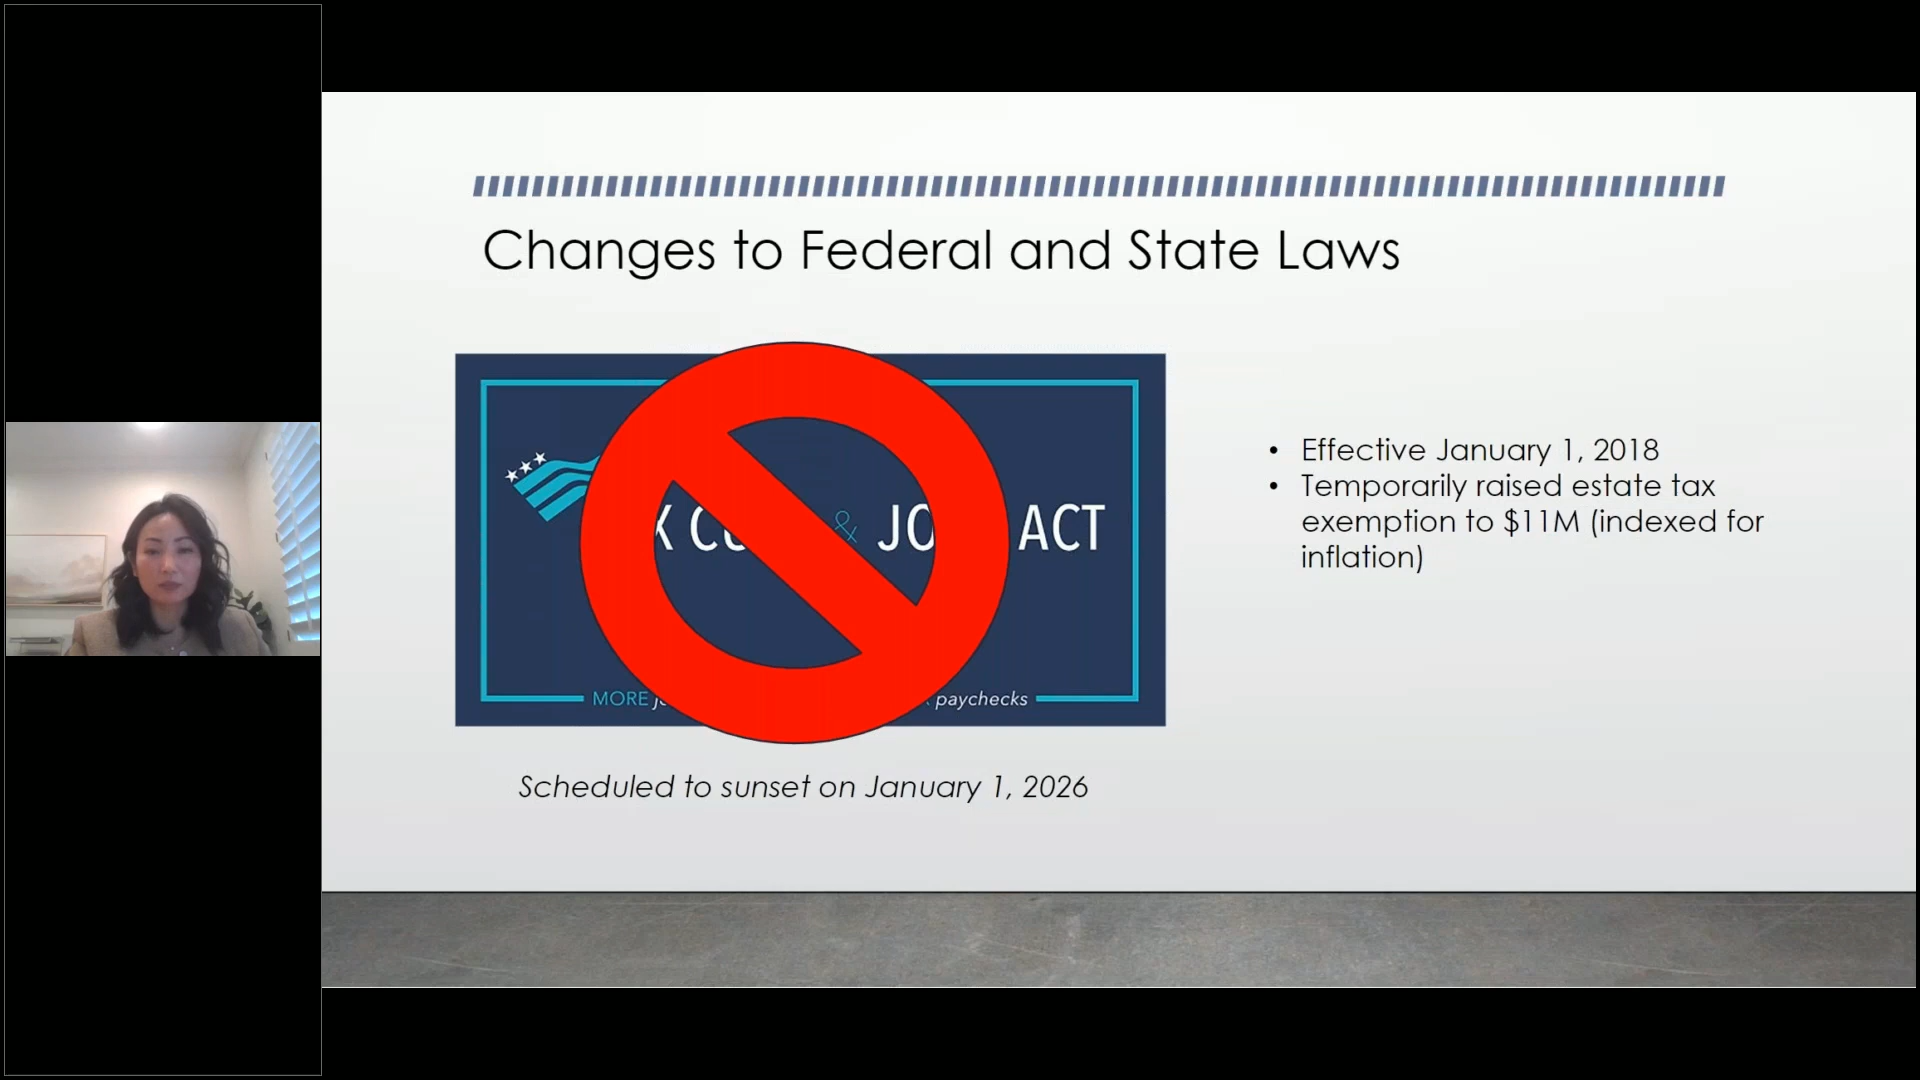 Changes to Federal and State Laws
& ACT
MORE paychecks
Scheduled to sunset on January 1, 2026
• Effective January 1, 2018
• Temporarily raised estate tax
exemption to $11M (indexed for
inflation)